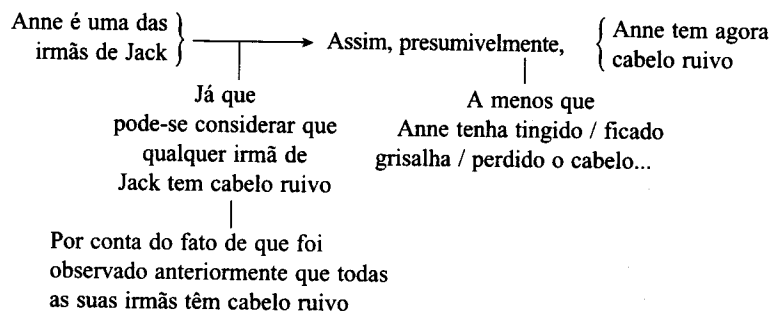 Anne é uma das
irmãs de Jack
Assim, presumivelmente,
Anne tem agora
cabelo ruivo
Já que
pode-se considerar que
qualquer irmã de
Jack tem cabelo ruivo
A menos que
Anne tenha tingido / ficado
grisalha / perdido o cabelo...
Por conta do fato de que foi
observado anteriormente que todas
as suas irmãs têm cabelo ruivo